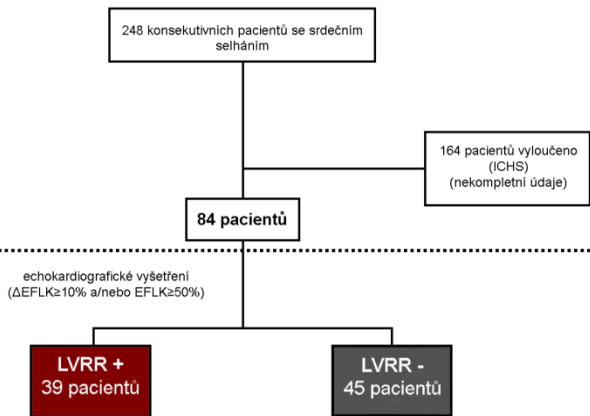 248 konsekutivních pacientů se srdečním
selháním
164 pacientů vyloučeno
(ICHS)
(nekompletní údaje)
84 pacientů
echokardiografické vyšetření
(ΔEFLK≥10% a/nebo EFLK≥50%)
LVRR +
39 pacientů
LVRR -
45 pacientů